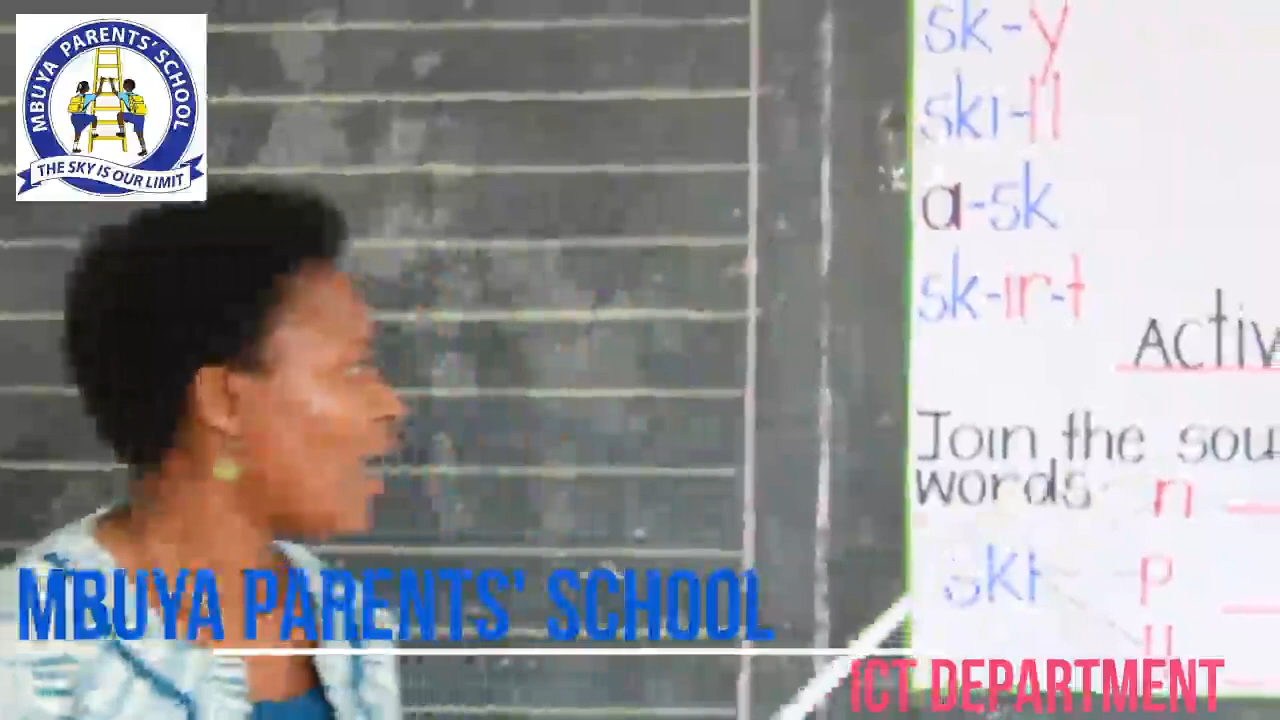 MBUYA PARENTS' SCHOOL
THE SKY IS OUR LIMIT
sk-y
ski-ll
a-sk
sk-ir-t
Activ
Join the sou
words
n
ski
p
ll
MBUYA PARENTS' SCHOOL
ICT DEPARTMENT